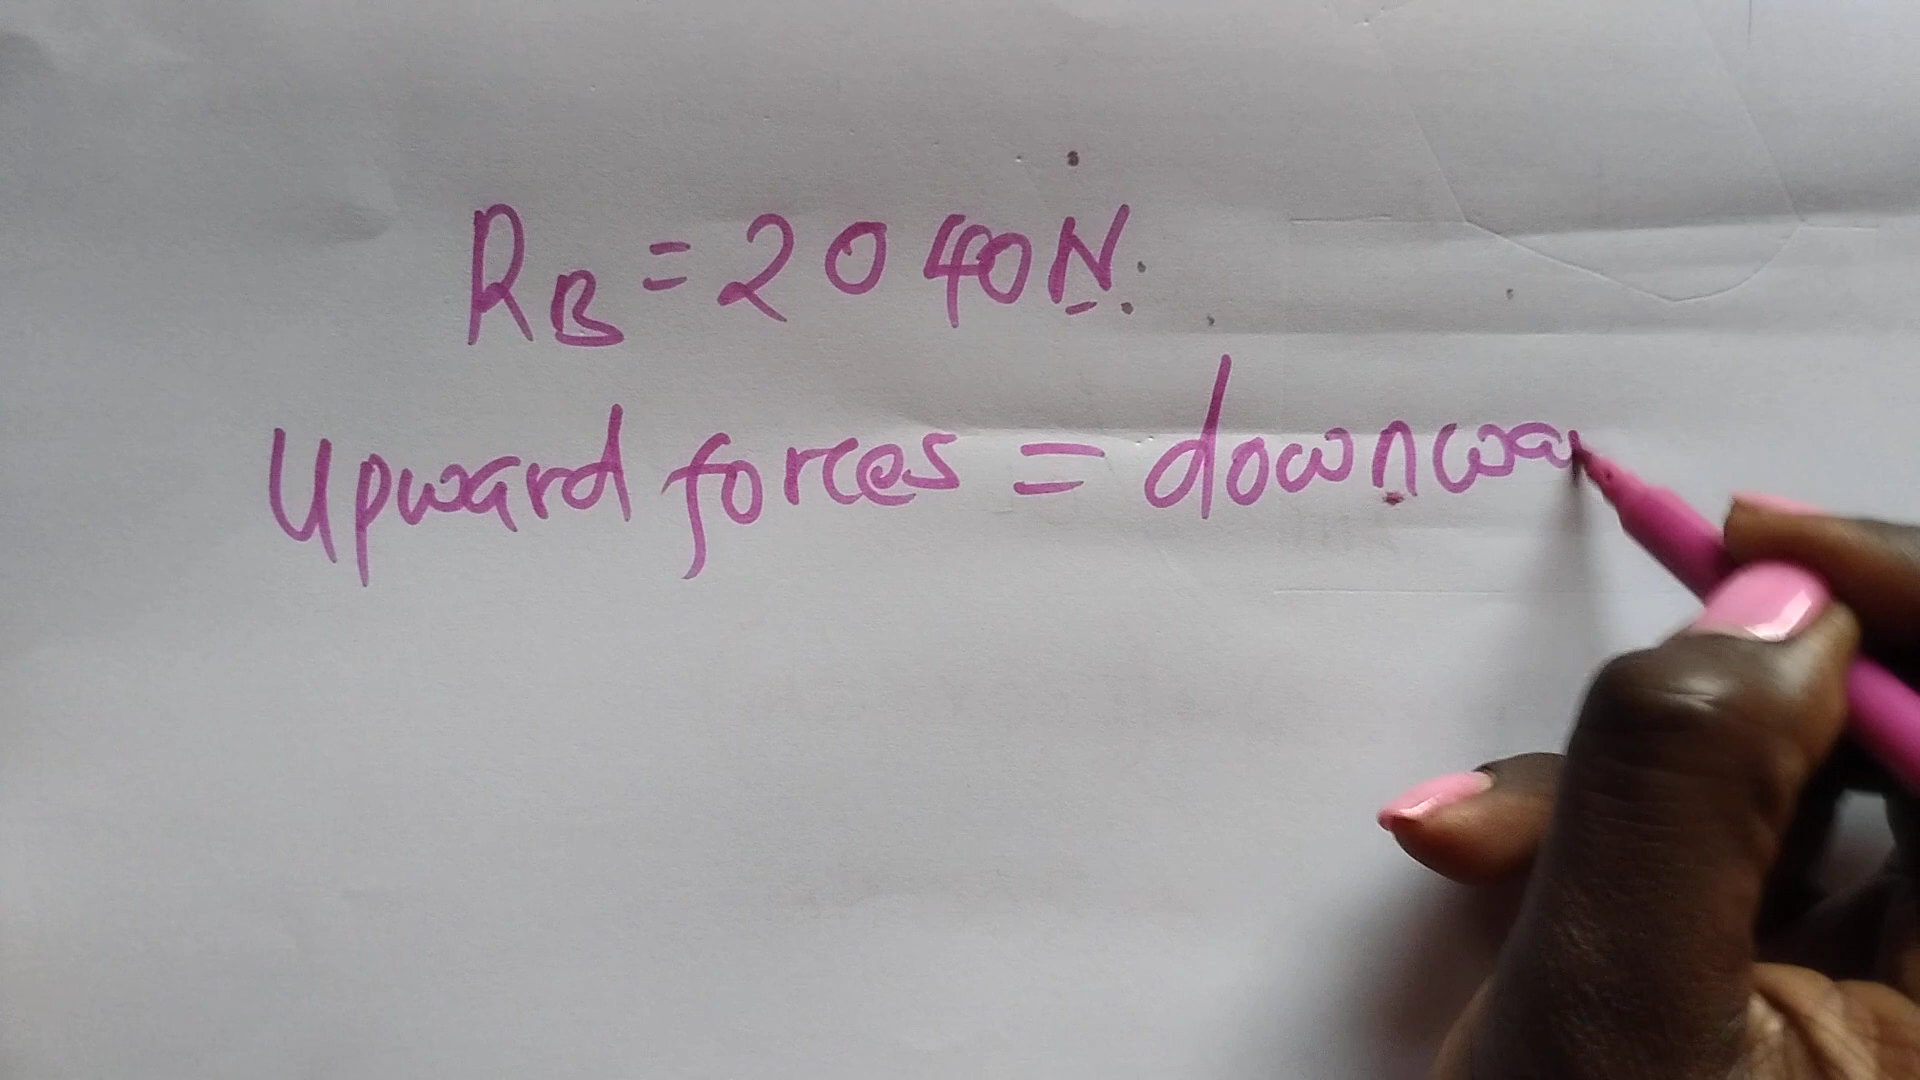 RB = 2040N.
Upward forces = downwa